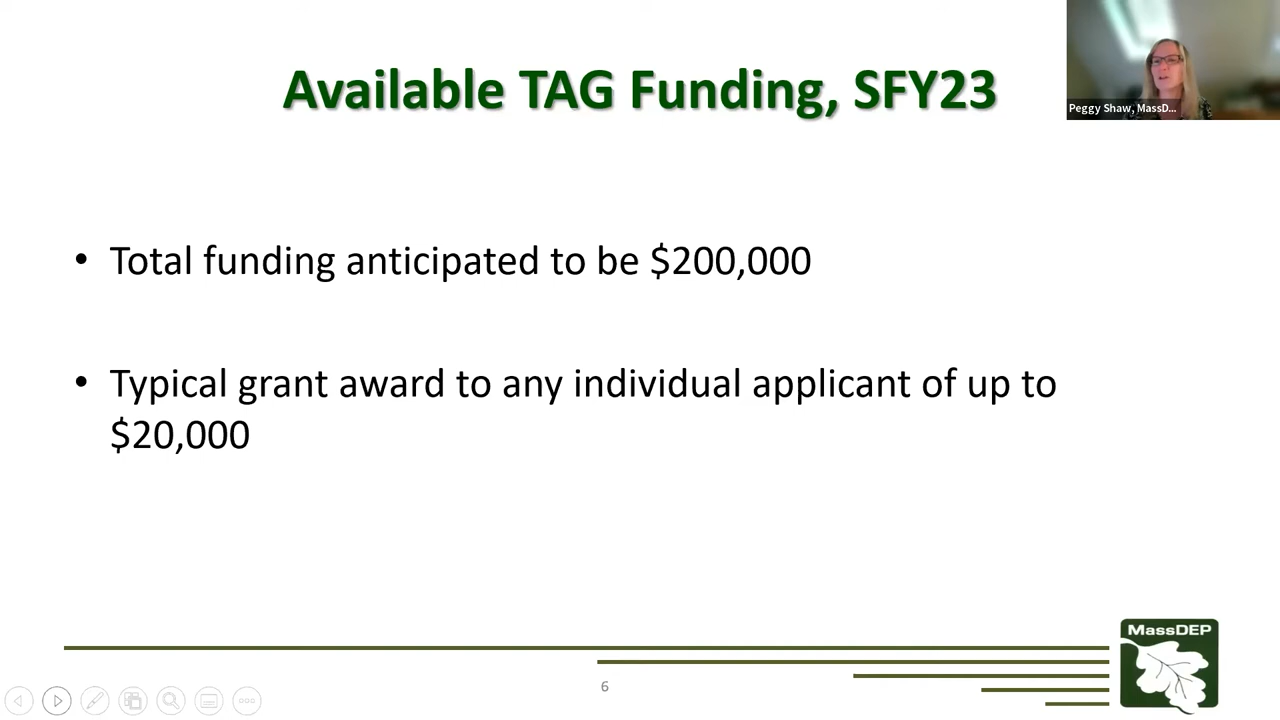 Available TAG Funding, SFY23
Peggy Shaw, MassD...
• Total funding anticipated to be $200,000
• Typical grant award to any individual applicant of up to
$20,000
MassDEP
6